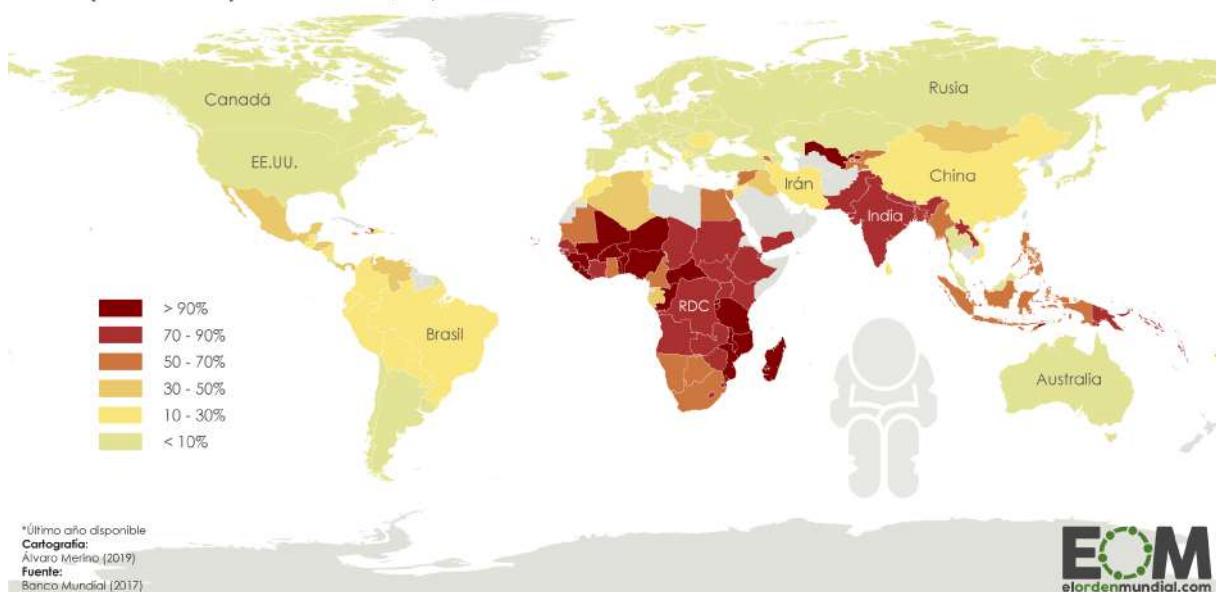 Canadá
Rusia
EE.UU.
Irán
China
India
> 90%
70 - 90%
50 - 70%
30 - 50%
10 - 30%
< 10%
RDC
Brasil
Australia
*Último año disponible
Cartografía:
Álvaro Merino (2019)
Fuente:
Banco Mundial (2017)
EOM
elordenmundial.com